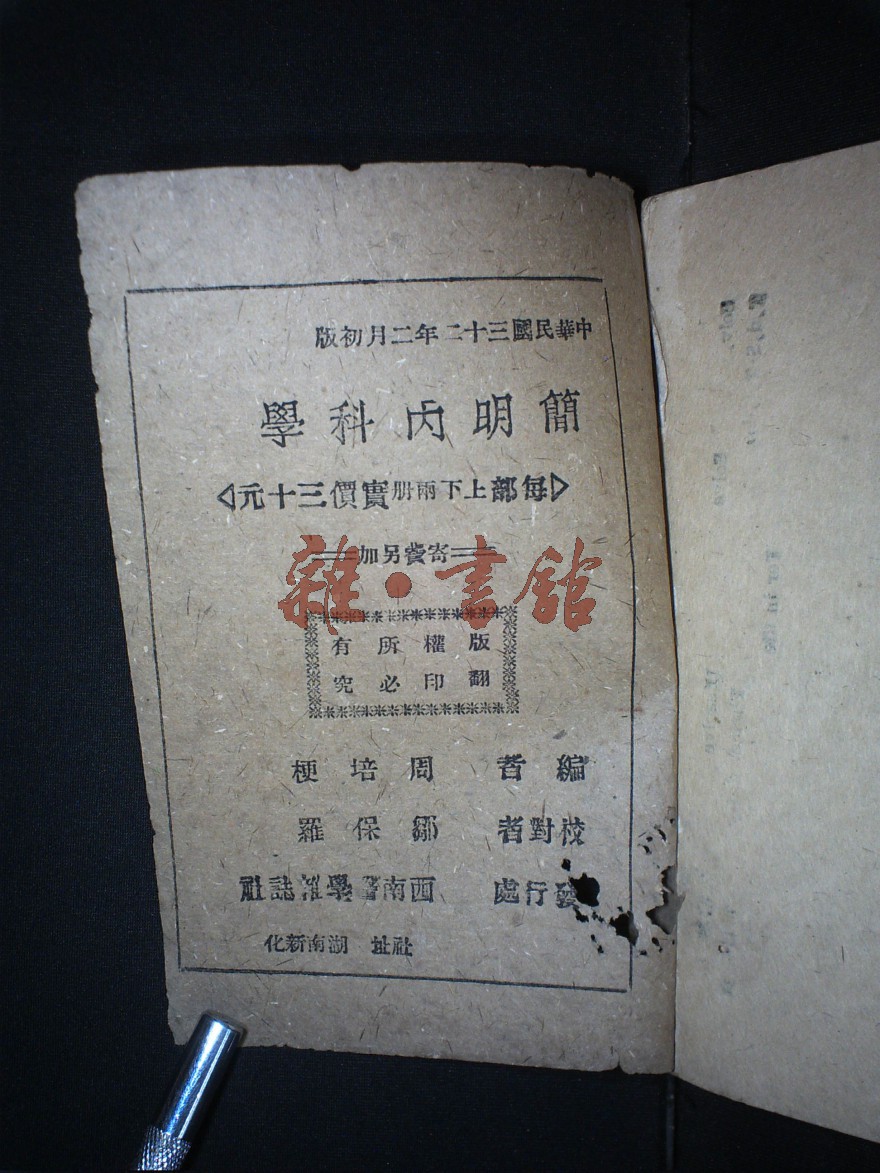 中華民國三十二年二月初版
簡明內科學
每部上下兩册實價三十元
寄費另加
版權所有
翻印必究
編者 周培梗
校對者 鄒保羅
發行處 西南醫學雜誌社
社址 湖南新化
雜·書館